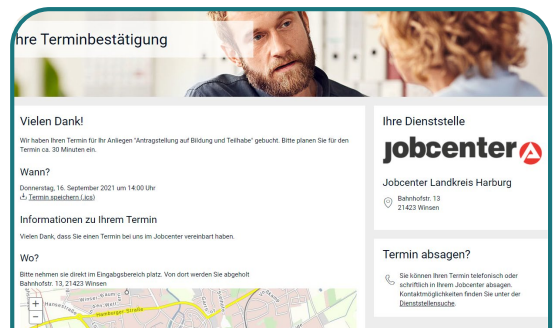 hre Terminbestätigung
Vielen Dank!
Wir haben Ihren Termin für Ihr Anliegen "Antragstellung auf Bildung und Teilhabe" gebucht. Bitte planen Sie für den
Termin ca. 30 Minuten ein.
Wann?
Donnerstag, 16. September 2021 um 14:00 Uhr
Termin speichern (.ics)
Informationen zu Ihrem Termin
Vielen Dank, dass Sie einen Termin bei uns im Jobcenter vereinbart haben.
Wo?
Bitte nehmen sie direkt im Eingabgsbereich platz. Von dort werden Sie abgeholt
Bahnhofstr. 13, 21423 Winsen
+
−
Hansestraße
Hamburger Straße
Ihre Dienststelle
jobcenter
Jobcenter Landkreis Harburg
Bahnhofstr. 13
21423 Winsen
Termin absagen?
Sie können Ihren Termin telefonisch oder
schriftlich in Ihrem Jobcenter absagen.
Kontaktmöglichkeiten finden Sie unter der
Dienststellensuche.